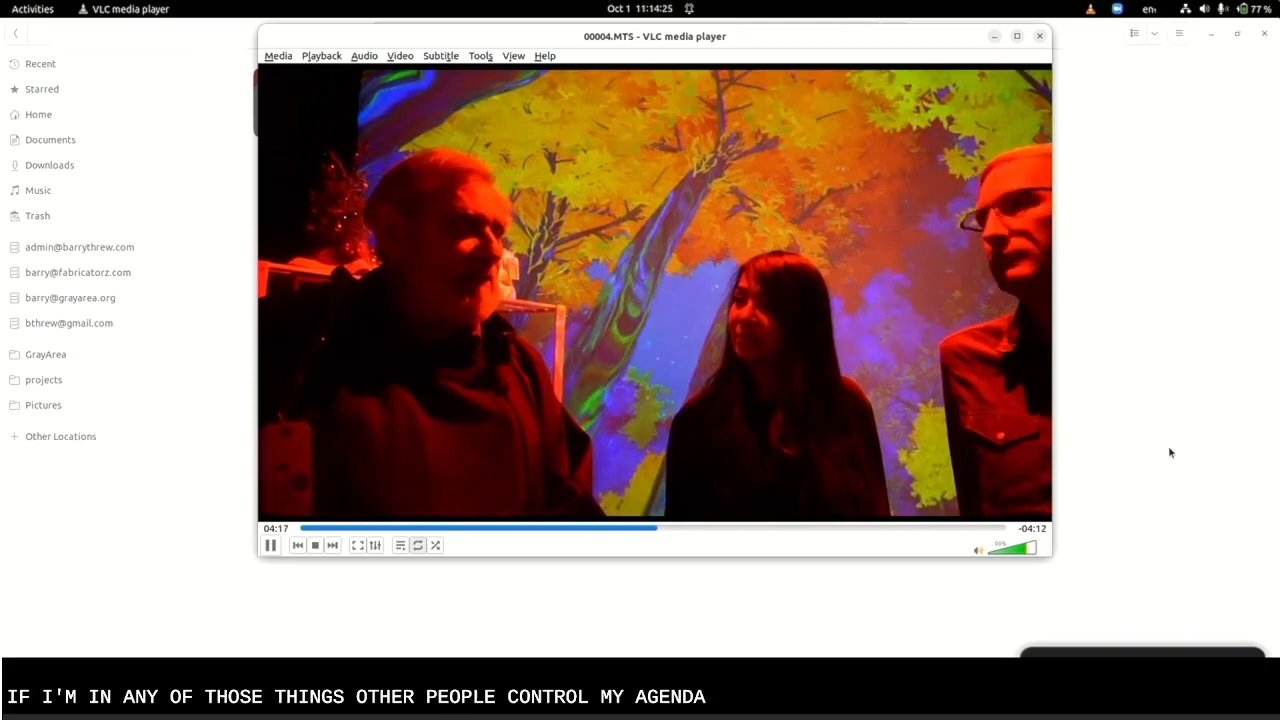 Activities
VLC media player
Oct 1 11:14:25
en₁
77 %
00004.MTS - VLC media player
Media Playback Audio Video Subtitle Tools View Help
Recent
Starred
Home
Documents
Downloads
Music
Trash
admin@barrythrew.com
barry@fabricatorz.com
barry@grayarea.org
bthrew@gmail.com
GrayArea
projects
Pictures
Other Locations
04:17
-04:12
99%
IF I'M IN ANY OF THOSE THINGS OTHER PEOPLE CONTROL MY AGENDA